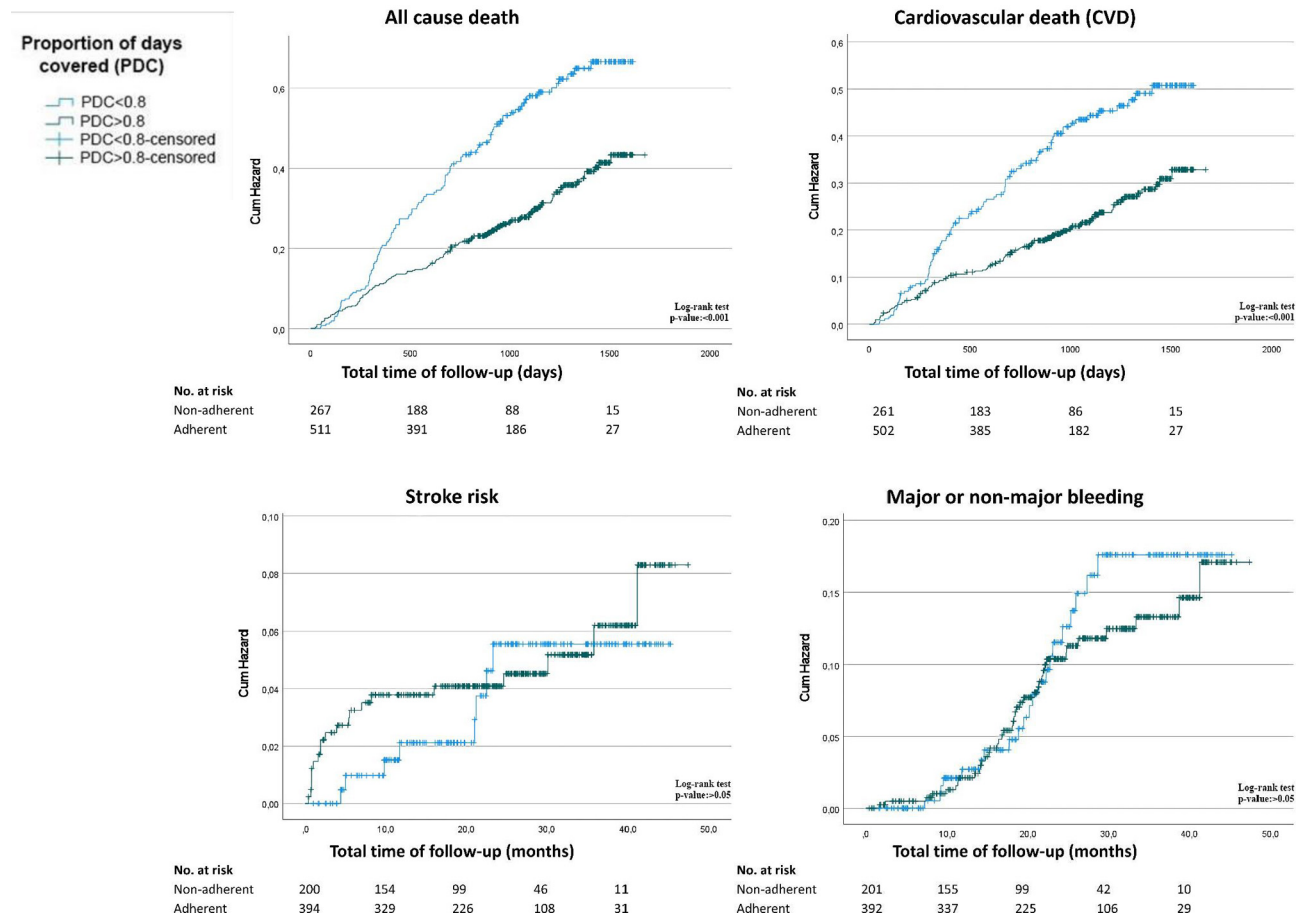 Proportion of days
covered (PDC)
PDC<0.8
PDC>0.8
PDC<0.8-censored
PDC>0.8-censored
All cause death
Cum Hazard
0,6
0,4
0,2
0,0
Log-rank test
p-value:<0.001
0 500 1000 1500 2000
Total time of follow-up (days)
No. at risk
Non-adherent 267 188 88 15
Adherent 511 391 186 27
Cardiovascular death (CVD)
Cum Hazard
0,6
0,5
0,4
0,3
0,2
0,1
0,0
Log-rank test
p-value:<0.001
0 500 1000 1500 2000
Total time of follow-up (days)
No. at risk
Non-adherent 261 183 86 15
Adherent 502 385 182 27
Stroke risk
Cum Hazard
0,10
0,08
0,06
0,04
0,02
0,00
Log-rank test
p-value:>0.05
,0 10,0 20,0 30,0 40,0 50,0
Total time of follow-up (months)
No. at risk
Non-adherent 200 154 99 46 11
Adherent 394 329 226 108 31
Major or non-major bleeding
Cum Hazard
0,20
0,15
0,10
0,05
0,00
Log-rank test
p-value:>0.05
,0 10,0 20,0 30,0 40,0 50,0
Total time of follow-up (months)
No. at risk
Non-adherent 201 155 99 42 10
Adherent 392 337 225 106 29